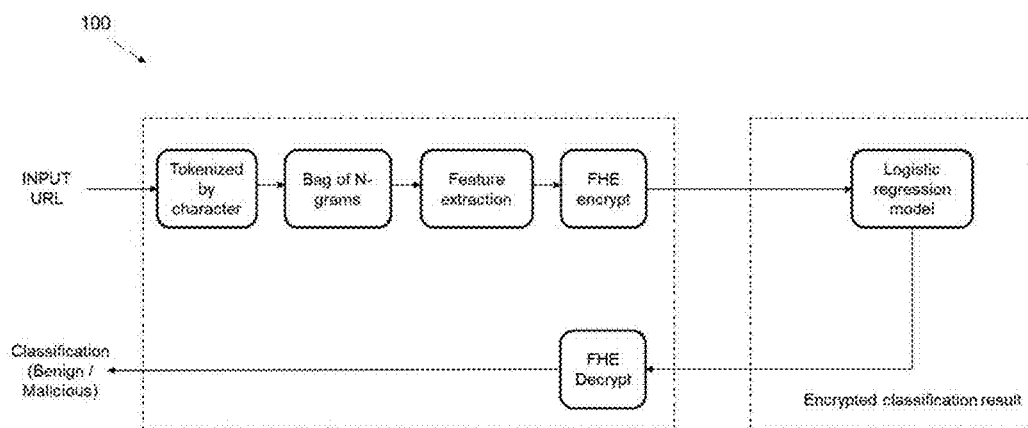 100
INPUT
URL
Tokenized
by
character
Bag of N-
grams
Feature
extraction
FHE
encrypt
Logistic
regression
model
Classification
(Benign /
Malicious)
FHE
Decrypt
Encrypted classification result